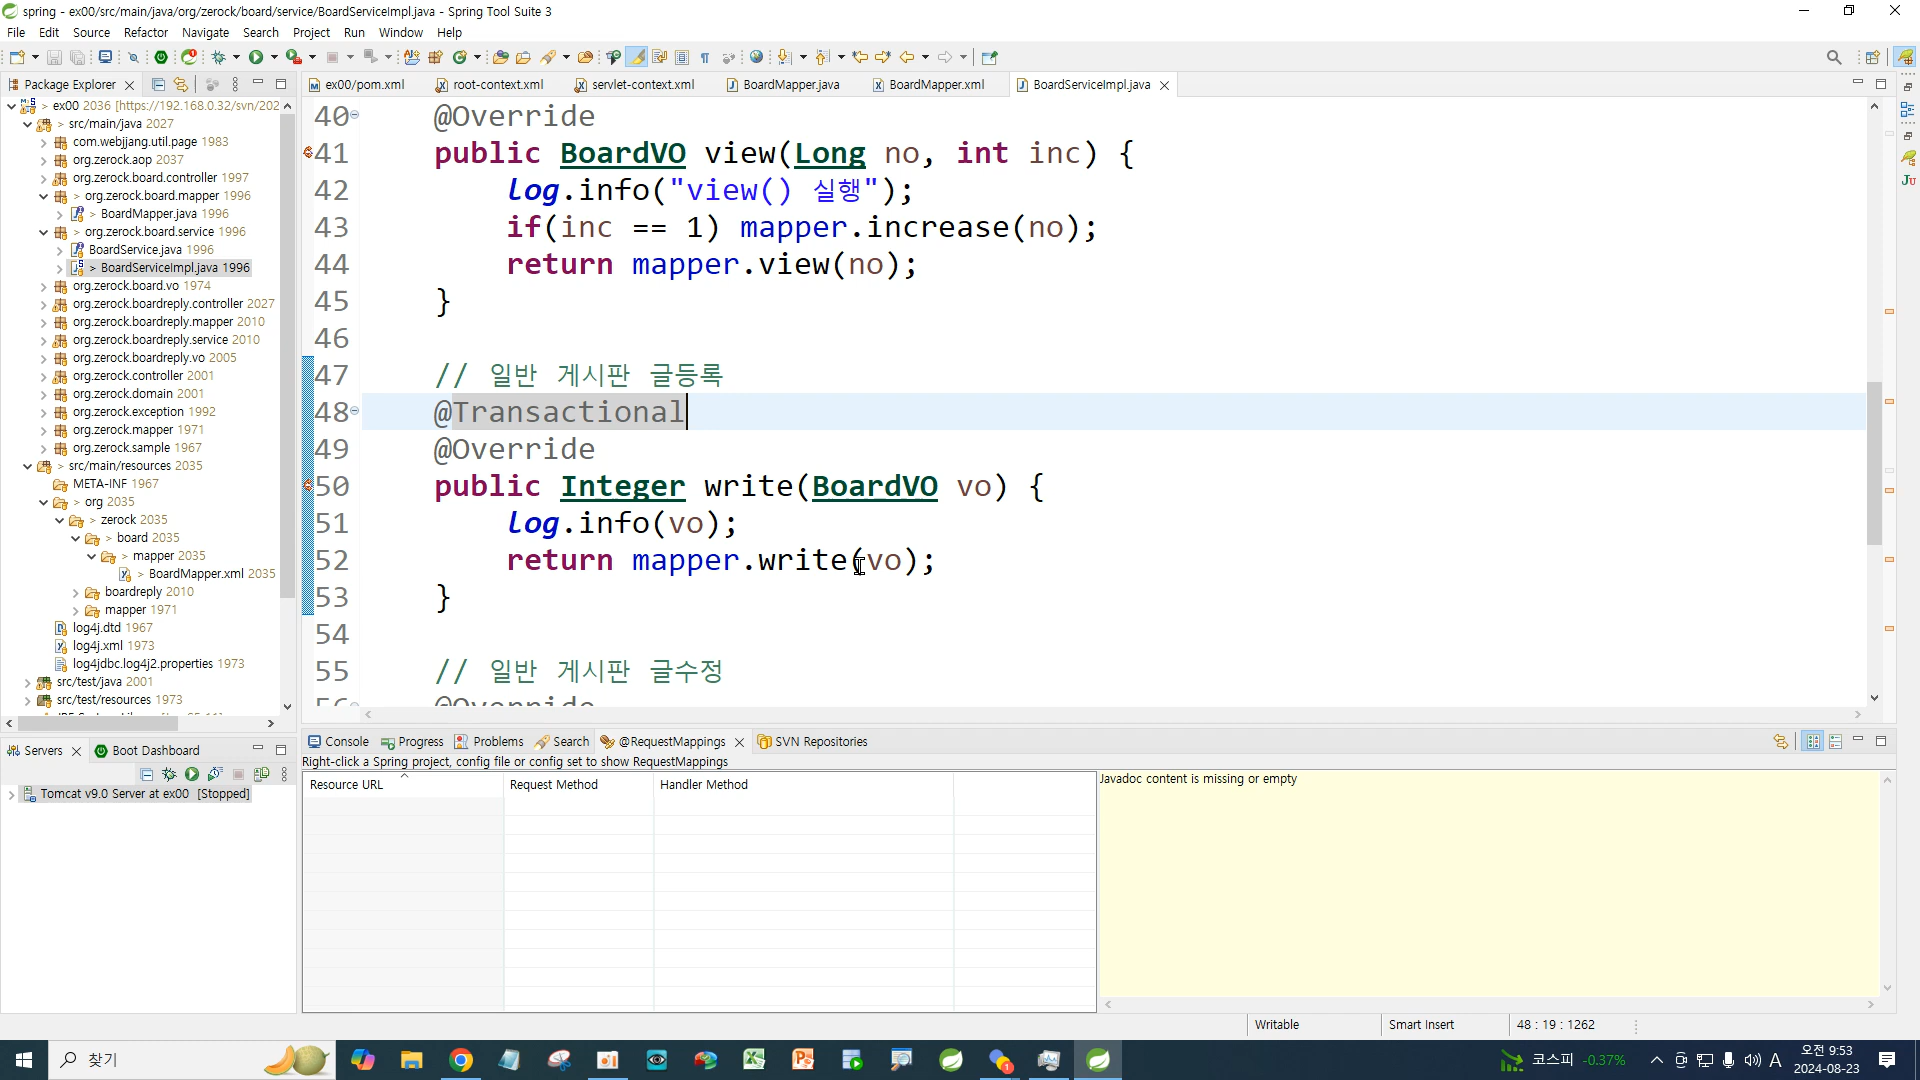 spring - ex00/src/main/java/org/zerock/board/service/BoardServiceImpl.java - Spring Tool Suite 3
File Edit Source Refactor Navigate Search Project Run Window Help
Package Explorer
ex00/pom.xml root-context.xml servlet-context.xml BoardMapper.java BoardMapper.xml BoardServiceImpl.java
> ex00 2036 [https://192.168.0.32/svn/202
> src/main/java 2027
com.webjjang.util.page 1983
org.zerock.aop 2037
org.zerock.board.controller 1997
> org.zerock.board.mapper 1996
> BoardMapper.java 1996
> org.zerock.board.service 1996
BoardService.java 1996
> BoardServiceImpl.java 1996
org.zerock.board.vo 1974
org.zerock.boardreply.controller 2027
org.zerock.boardreply.mapper 2010
org.zerock.boardreply.service 2010
org.zerock.boardreply.vo 2005
org.zerock.controller 2001
org.zerock.domain 2001
org.zerock.exception 1992
org.zerock.mapper 1971
org.zerock.sample 1967
> src/main/resources 2035
META-INF 1967
> org 2035
> zerock 2035
> board 2035
> mapper 2035
> BoardMapper.xml 2035
boardreply 2010
mapper 1971
log4j.dtd 1967
log4j.xml 1973
log4jdbc.log4j2.properties 1973
src/test/java 2001
src/test/resources 1973
40 @Override
41 public BoardVO view(Long no, int inc) {
42 log.info("view() 실행");
43 if(inc == 1) mapper.increase(no);
44 return mapper.view(no);
45 }
46
47 // 일반 게시판 글등록
48 @Transactional
49 @Override
50 public Integer write(BoardVO vo) {
51 log.info(vo);
52 return mapper.write(vo);
53 }
54
55 // 일반 게시판 글수정
56 @Override
Servers Boot Dashboard
Tomcat v9.0 Server at ex00 [Stopped]
Console Progress Problems Search @RequestMappings SVN Repositories
Right-click a Spring project, config file or config set to show RequestMappings
Resource URL Request Method Handler Method
Javadoc content is missing or empty
Writable Smart Insert 48 : 19 : 1262
찾기
코스피 -0.37%
A
오전 9:53
2024-08-23